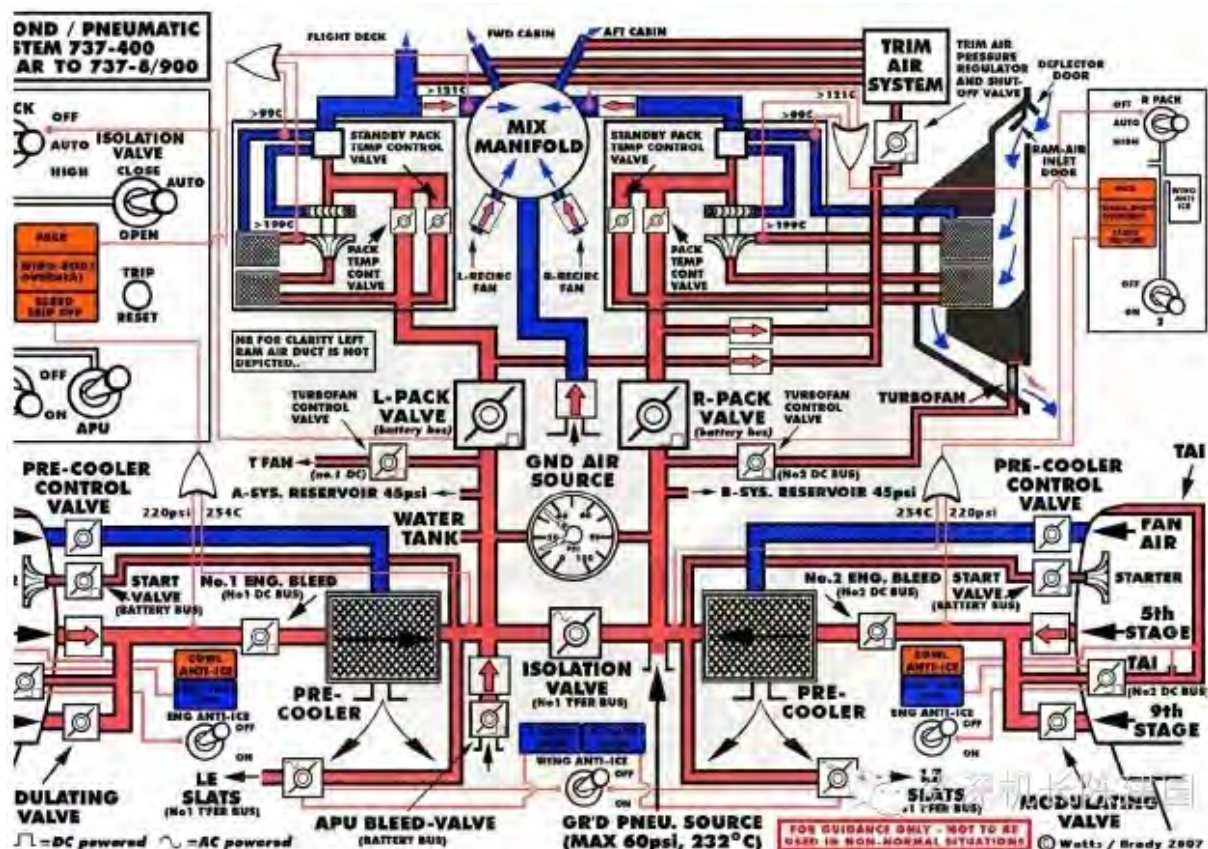 OND / PNEUMATIC
STEM 737-400
AR TO 737-8/900
FLIGHT DECK
FWD CABIN
AFT CABIN
TRIM
AIR
SYSTEM
TRIM AIR
PRESSURE
REGULATOR
AND SHUT-
OFF VALVE
DEFLECTOR
DOOR
RAM-AIR
INLET
DOOR
CK
OFF
AUTO
HIGH
ISOLATION
VALVE
CLOSE
AUTO
OPEN
TRIP
RESET
OFF
ON
APU
>99C
>121C
>199C
STANDBY PACK
TEMP CONTROL
VALVE
PACK
TEMP
CONT
VALVE
MIX
MANIFOLD
L-RECIRC
FAN
R-RECIRC
FAN
STANDBY PACK
TEMP CONTROL
VALVE
PACK
TEMP
CONT
VALVE
>121C
>99C
>199C
R PACK
OFF
AUTO
HIGH
WING
ANTI
ICE
OFF
ON
2
NB FOR CLARITY LEFT
RAM AIR DUCT IS NOT
DEPICTED..
TURBOFAN
CONTROL
VALVE
(no.1 DC)
T FAN
L-PACK
VALVE
(battery bus)
GND AIR
SOURCE
R-PACK
VALVE
(battery bus)
TURBOFAN
CONTROL
VALVE
(No2 DC BUS)
TURBOFAN
A-SYS. RESERVOIR 45psi
B-SYS. RESERVOIR 45psi
WATER
TANK
PSI
100
PRE-COOLER
CONTROL
VALVE
220psi
254C
START
VALVE
(BATTERY BUS)
No.1 ENG. BLEED
(No1 DC BUS)
PRE-
COOLER
COWL
ANTI-ICE
ENG ANTI-ICE
OFF
ON
LE
SLATS
(No1 TFER BUS)
DULATING
VALVE
=DC powered
=AC powered
APU BLEED-VALVE
(BATTERY BUS)
ISOLATION
VALVE
(No1 TFER BUS)
WING ANTI-ICE
OFF
ON
GR'D PNEU. SOURCE
(MAX 60psi, 232°C)
254C
220psi
PRE-COOLER
CONTROL
VALVE
TAI
FAN
AIR
No.2 ENG. BLEED
(No2 DC BUS)
START
VALVE
(BATTERY BUS)
STARTER
5th
STAGE
TAI
(No2 DC BUS)
9th
STAGE
PRE-
COOLER
COWL
ANTI-ICE
ENG ANTI-ICE
OFF
ON
SLATS
MODULATING
VALVE
FOR GUIDANCE ONLY - NOT TO BE
USED IN NON-NORMAL SITUATIONS
© Watts / Brady 2007